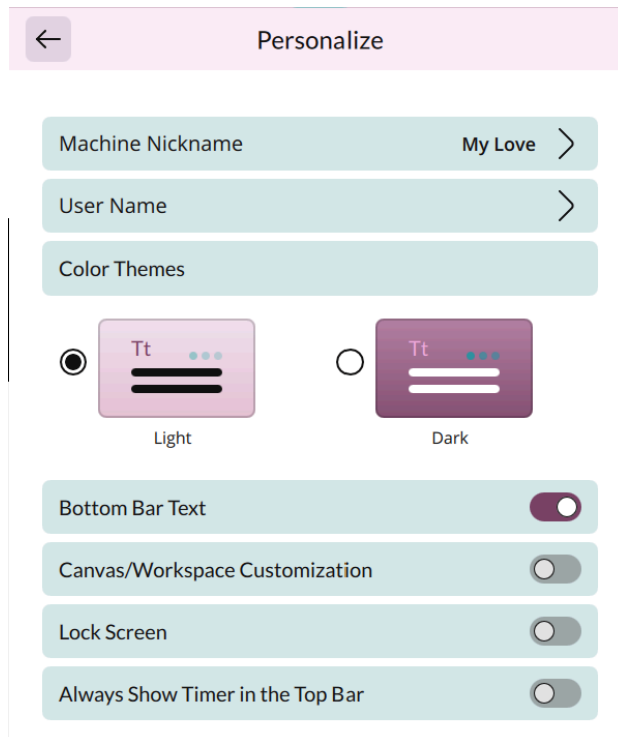 Personalize
Machine Nickname My Love
User Name
Color Themes
Tt Tt
Light Dark
Bottom Bar Text
Canvas/Workspace Customization
Lock Screen
Always Show Timer in the Top Bar